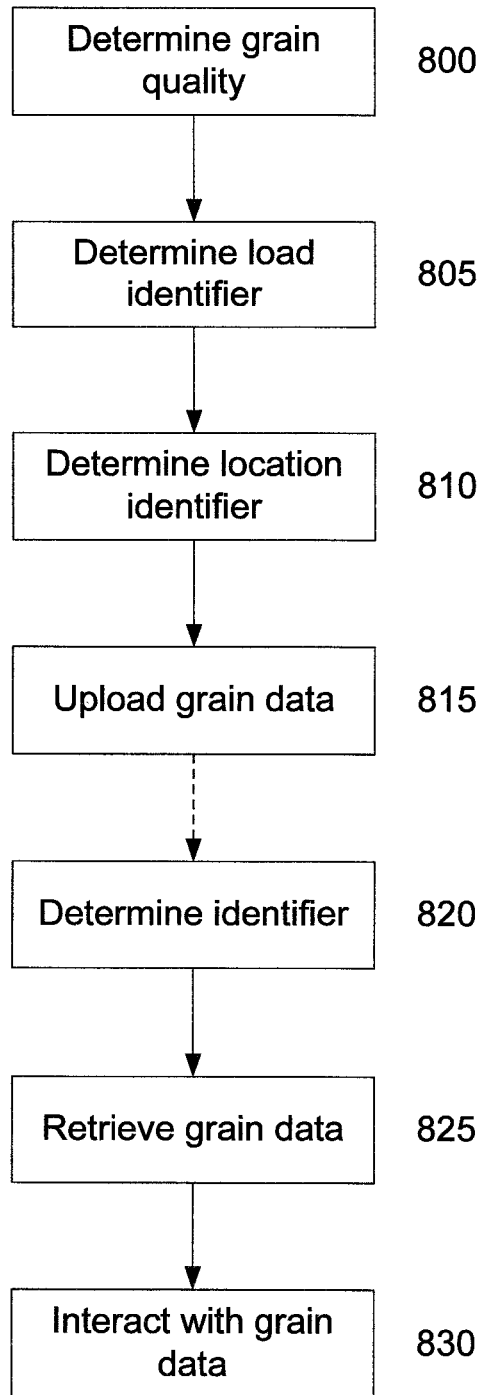 Determine grain
quality
800
Determine load
identifier
805
Determine location
identifier
810
Upload grain data
815
Determine identifier
820
Retrieve grain data
825
Interact with grain
data
830